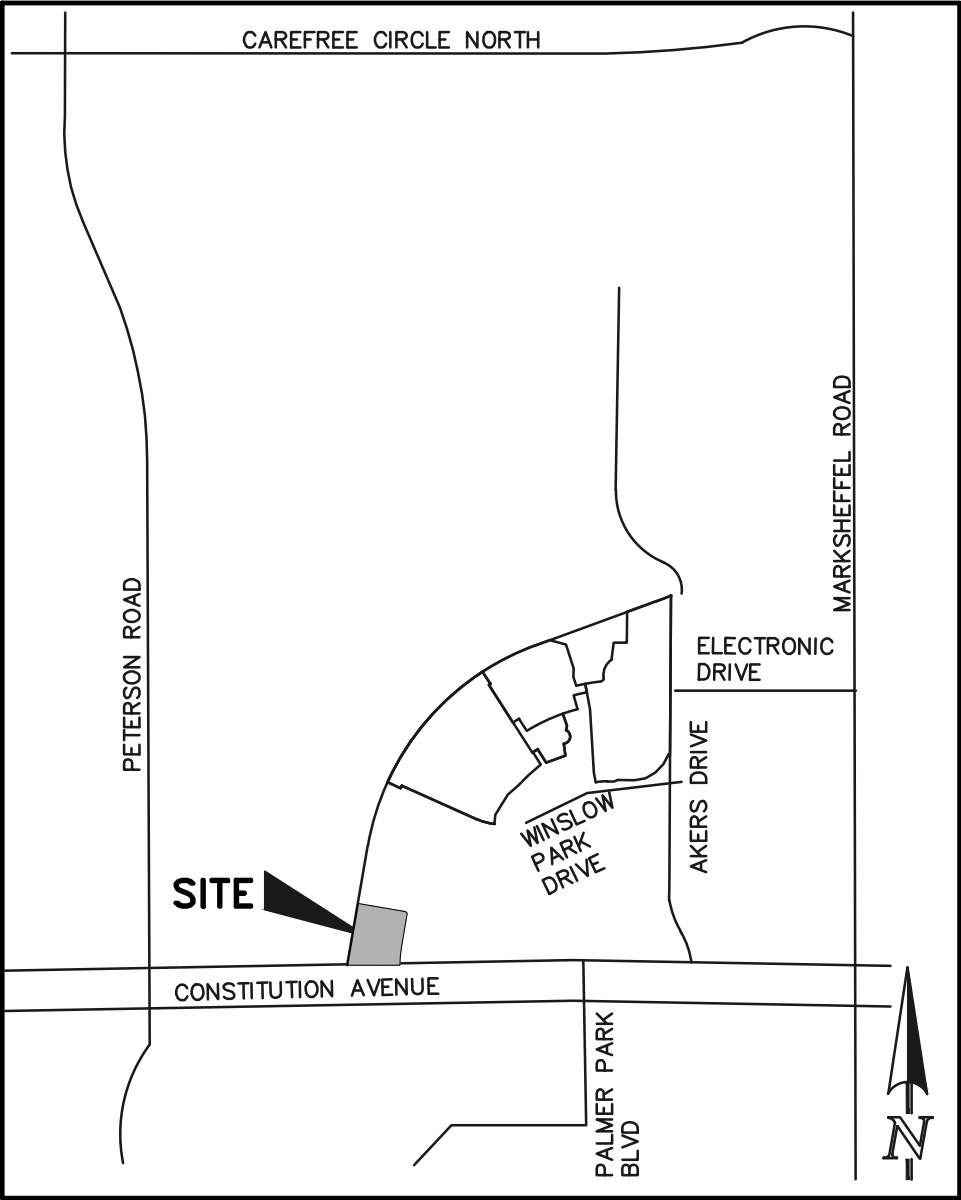 CAREFREE CIRCLE NORTH
MARKSHEFFEL ROAD
PETERSON ROAD
ELECTRONIC
DRIVE
AKERS DRIVE
WINSLOW
PARK
DRIVE
SITE
CONSTITUTION AVENUE
PALMER PARK
BLVD
N